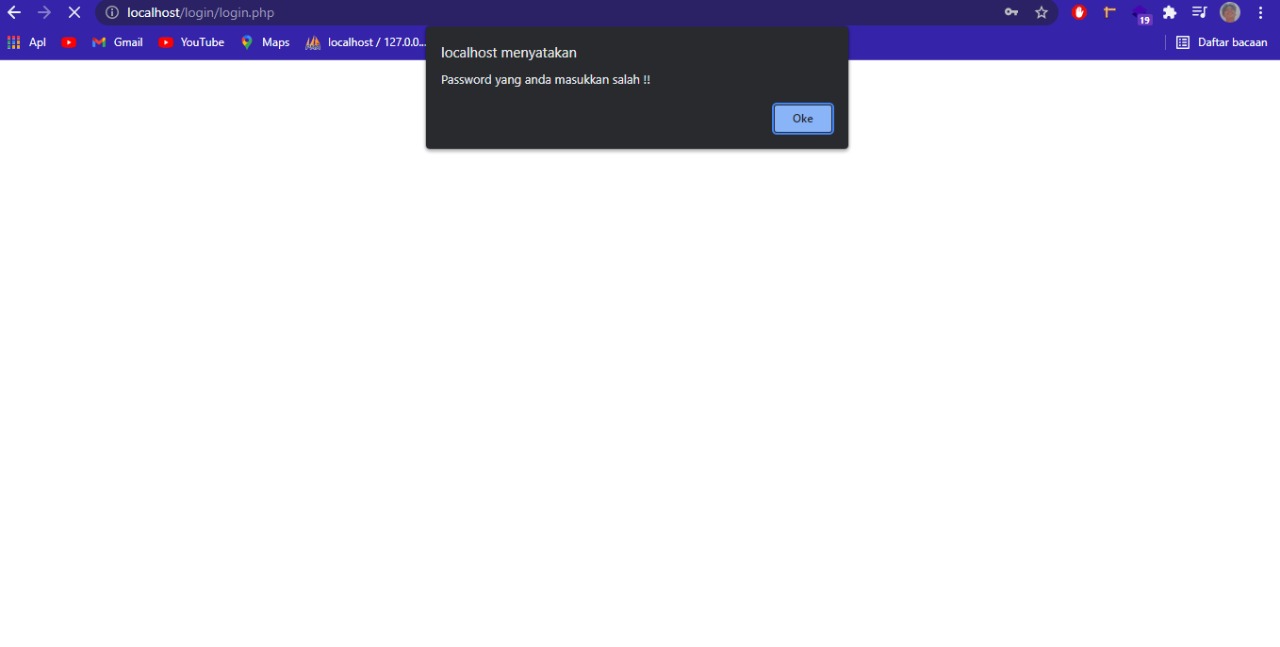 localhost/login/login.php
19
Apl
Gmail
YouTube
Maps
localhost / 127.0.0...
Daftar bacaan
localhost menyatakan
Password yang anda masukkan salah !!
Oke